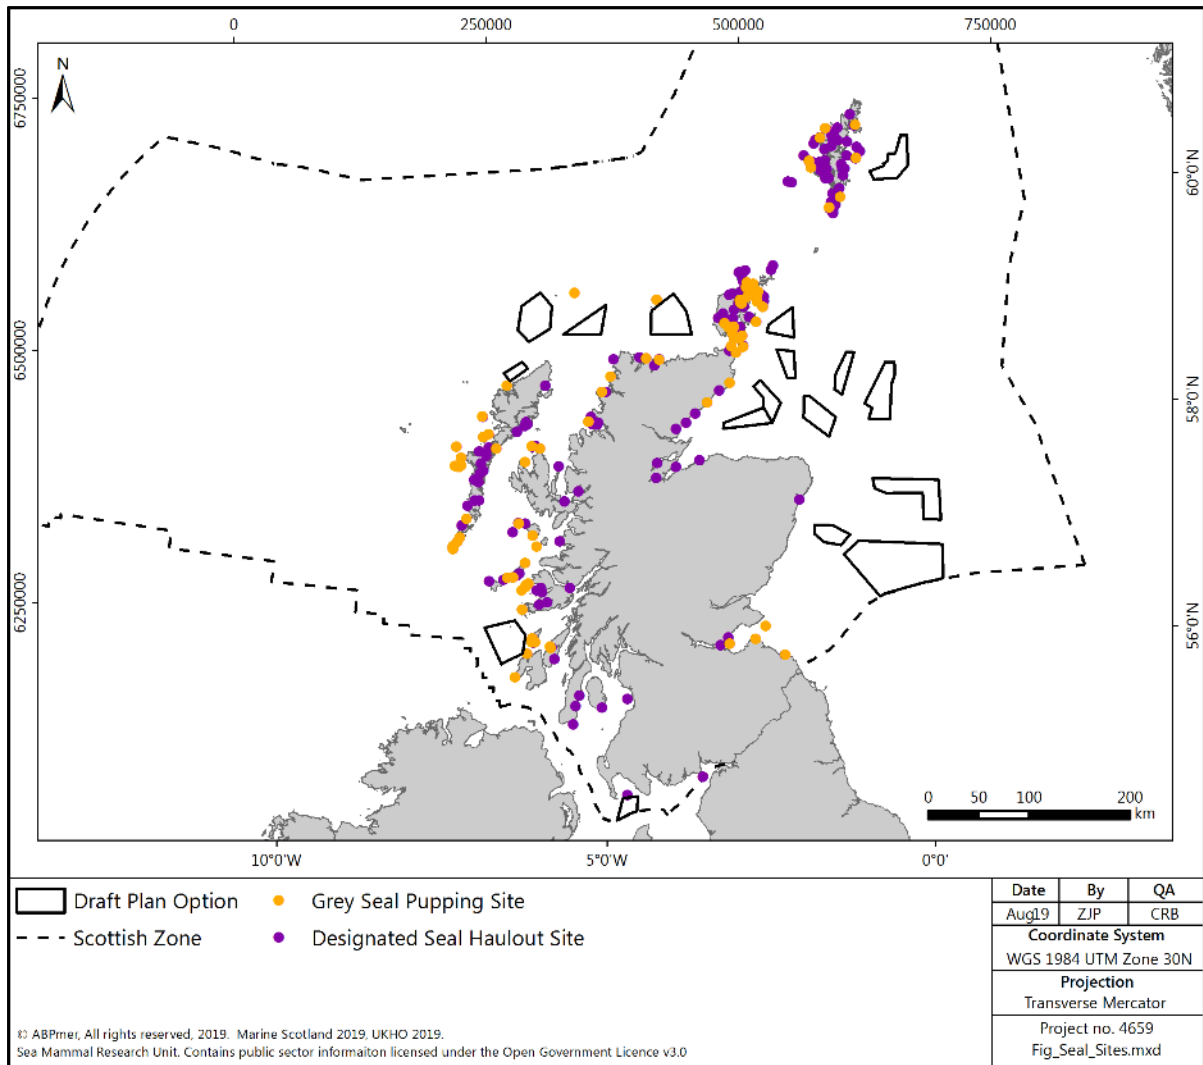 0 250000 500000 750000
N
6750000
6500000
6250000
60°0'N
58°0'N
56°0'N
0 50 100 200
km
10°0'W 5°0'W 0°0'
Draft Plan Option Grey Seal Pupping Site
Scottish Zone Designated Seal Haulout Site
Date By QA
Aug19 ZJP CRB
Coordinate System
WGS 1984 UTM Zone 30N
Projection
Transverse Mercator
Project no. 4659
Fig_Seal_Sites.mxd
© ABPmer, All rights reserved, 2019. Marine Scotland 2019, UKHO 2019.
Sea Mammal Research Unit. Contains public sector informaiton licensed under the Open Government Licence v3.0